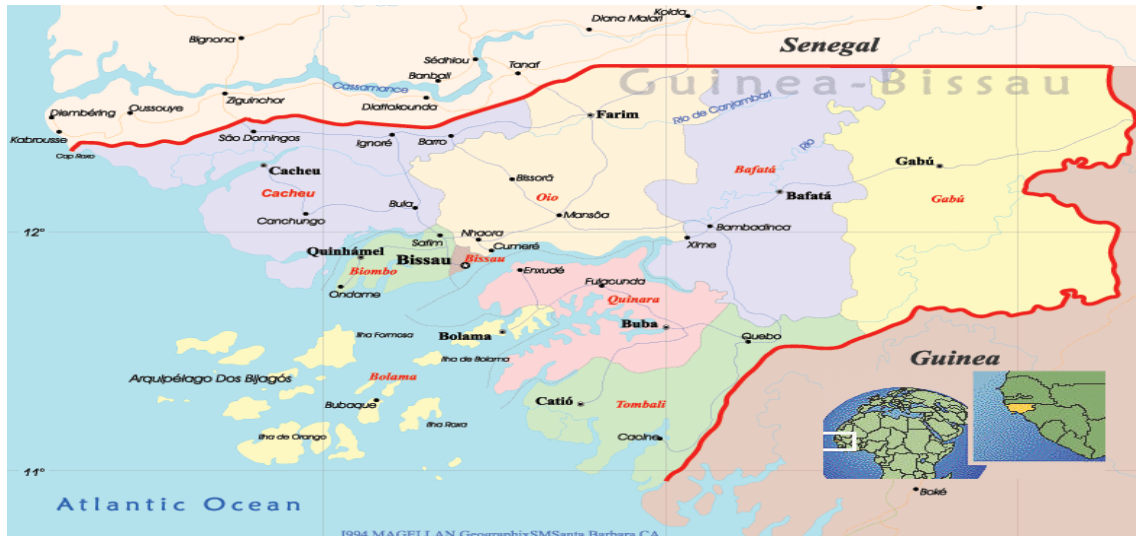 Kolda
Diana Malari
Bignona
Senegal
Sédhiou
Tanaf
Banbali
Guinea-Bissau
Cassamance
Ziguinchor
Diattakounda
Oussouye
Diembéring
Rio de Canjambari
Farim
Kabrousse
São Domingos
Ignoré
Barro
Rio
Cap Roxo
Cacheu
Bissorã
Bafatá
Gabú
Cacheu
Oio
Bafatá
Gabú
Bula
Canchungo
Mansôa
Bambadinca
12°
Safim
Nhaora
Xime
Quinhámel
Cumeré
Bissau
Bissau
Biombo
Enxudé
Fulacunda
Ondame
Quinara
Buba
Ilha Formosa
Bolama
Quebo
Ilha de Bolama
Guinea
Arquipélago Dos Bijagós
Bolama
Bubaque
Catió
Tombali
Ilha Roxa
Ilha de Orango
Caoine
11°
Boké
Atlantic Ocean
1994 MAGELLAN GeographixSMSanta Barbara CA